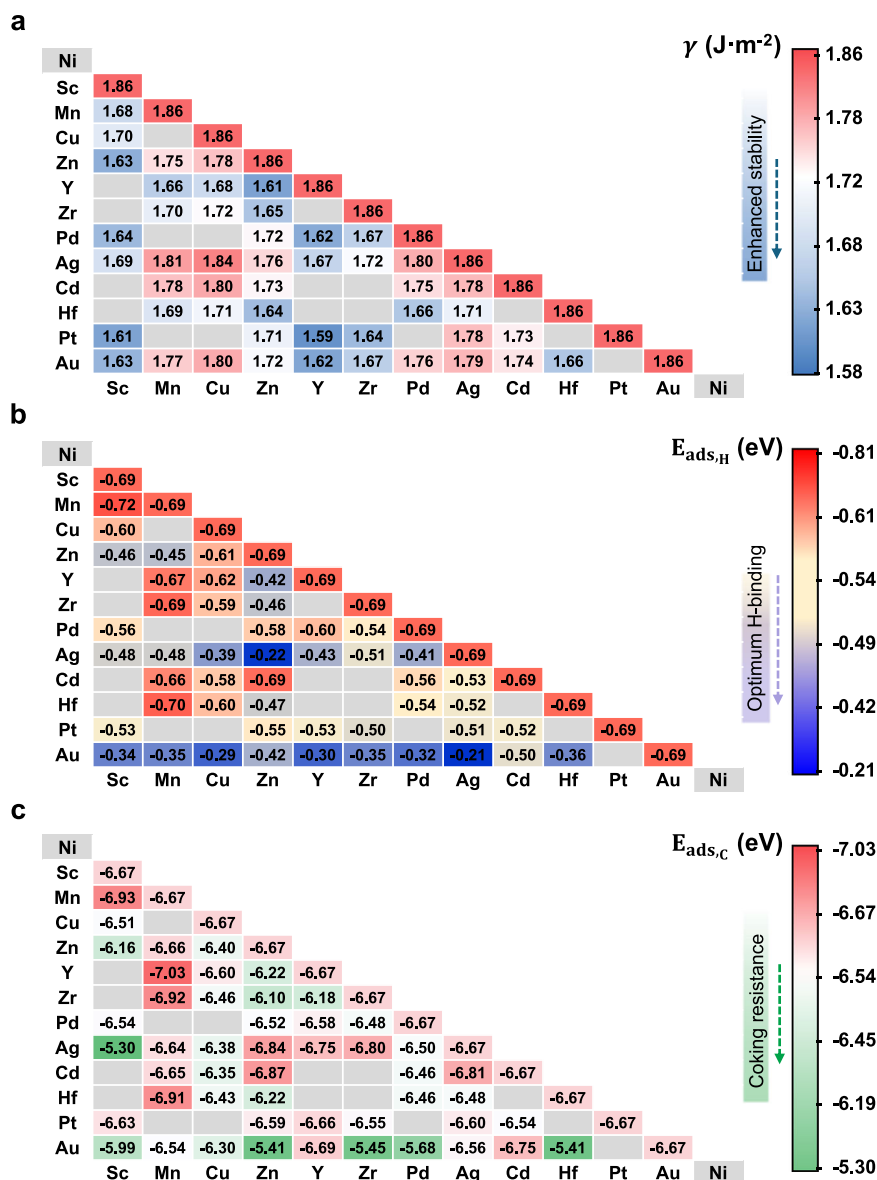 a
γ (J·m⁻²)
Ni
Sc 1.86
Mn 1.68 1.86
Cu 1.70 1.86
Zn 1.63 1.75 1.78 1.86
Y 1.66 1.68 1.61 1.86
Zr 1.70 1.72 1.65 1.86
Pd 1.64 1.72 1.62 1.67 1.86
Ag 1.69 1.81 1.84 1.76 1.67 1.72 1.80 1.86
Cd 1.78 1.80 1.73 1.75 1.78 1.86
Hf 1.69 1.71 1.64 1.66 1.71 1.86
Pt 1.61 1.71 1.59 1.64 1.78 1.73 1.86
Au 1.63 1.77 1.80 1.72 1.62 1.67 1.76 1.79 1.74 1.66 1.86
Sc Mn Cu Zn Y Zr Pd Ag Cd Hf Pt Au Ni
Enhanced stability
1.86
1.78
1.72
1.68
1.63
1.58
b
E_ads,H (eV)
Ni
Sc -0.69
Mn -0.72 -0.69
Cu -0.60 -0.69
Zn -0.46 -0.45 -0.61 -0.69
Y -0.67 -0.62 -0.42 -0.69
Zr -0.69 -0.59 -0.46 -0.69
Pd -0.56 -0.58 -0.60 -0.54 -0.69
Ag -0.48 -0.48 -0.39 -0.22 -0.43 -0.51 -0.41 -0.69
Cd -0.66 -0.58 -0.69 -0.56 -0.53 -0.69
Hf -0.70 -0.60 -0.47 -0.54 -0.52 -0.69
Pt -0.53 -0.55 -0.53 -0.50 -0.51 -0.52 -0.69
Au -0.34 -0.35 -0.29 -0.42 -0.30 -0.35 -0.32 -0.21 -0.50 -0.36 -0.69
Sc Mn Cu Zn Y Zr Pd Ag Cd Hf Pt Au Ni
Optimum H-binding
-0.81
-0.61
-0.54
-0.49
-0.42
-0.21
c
E_ads,C (eV)
Ni
Sc -6.67
Mn -6.93 -6.67
Cu -6.51 -6.67
Zn -6.16 -6.66 -6.40 -6.67
Y -7.03 -6.60 -6.22 -6.67
Zr -6.92 -6.46 -6.10 -6.18 -6.67
Pd -6.54 -6.52 -6.58 -6.48 -6.67
Ag -5.30 -6.64 -6.38 -6.84 -6.75 -6.80 -6.50 -6.67
Cd -6.65 -6.35 -6.87 -6.46 -6.81 -6.67
Hf -6.91 -6.43 -6.22 -6.46 -6.48 -6.67
Pt -6.63 -6.59 -6.66 -6.55 -6.60 -6.54 -6.67
Au -5.99 -6.54 -6.30 -5.41 -6.69 -5.45 -5.68 -6.56 -6.75 -5.41 -6.67
Sc Mn Cu Zn Y Zr Pd Ag Cd Hf Pt Au Ni
Coking resistance
-7.03
-6.67
-6.54
-6.45
-6.19
-5.30